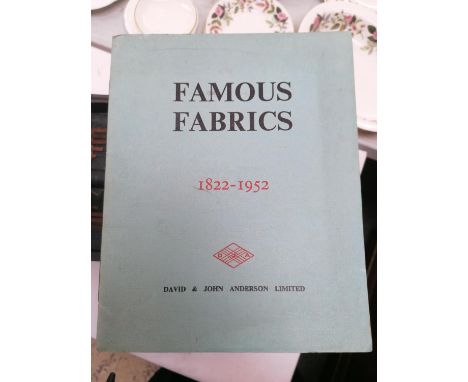 FAMOUS
FABRICS
1822-1952
D & A
DAVID & JOHN ANDERSON LIMITED